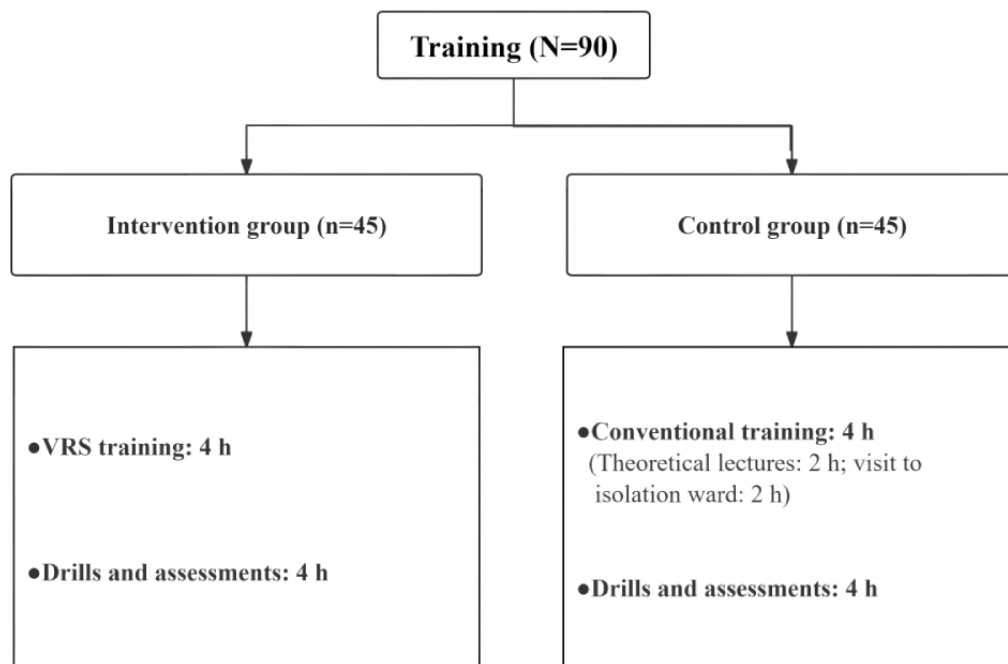 Training (N=90)
Intervention group (n=45)
Control group (n=45)
●VRS training: 4 h
●Drills and assessments: 4 h
●Conventional training: 4 h
(Theoretical lectures: 2 h; visit to
isolation ward: 2 h)
●Drills and assessments: 4 h